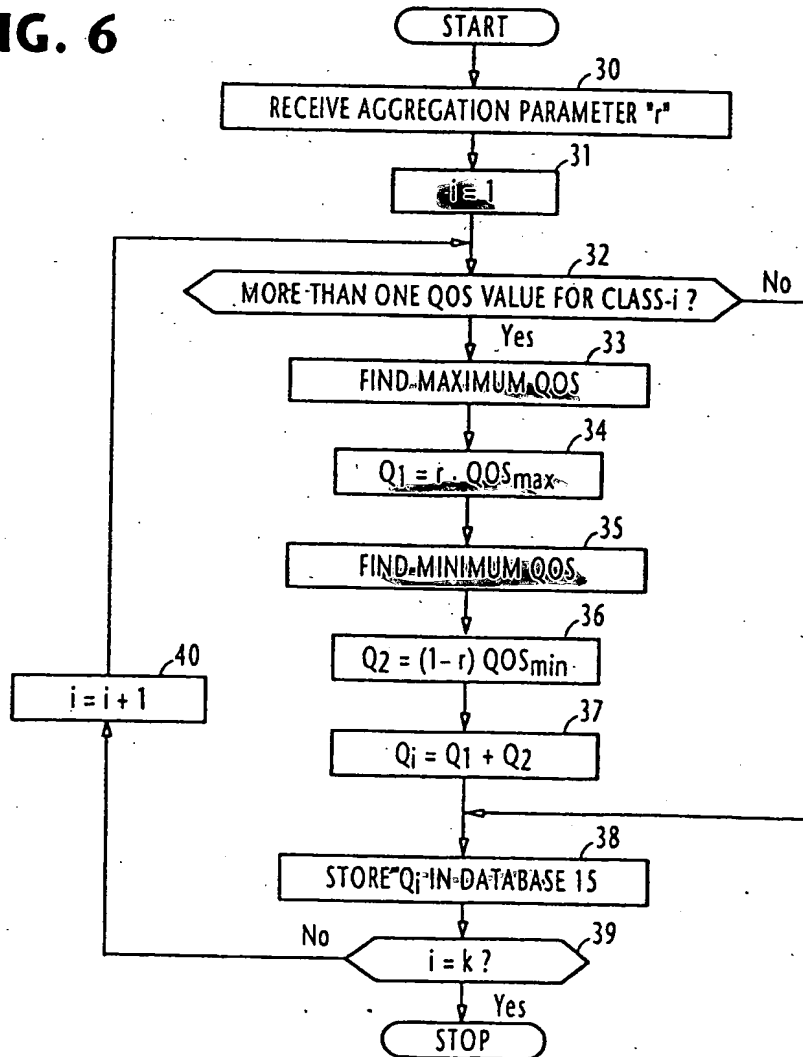 IG. 6
START
30
RECEIVE AGGREGATION PARAMETER "r"
31
i = 1
32
MORE THAN ONE QOS VALUE FOR CLASS-i ?
No
Yes
33
FIND MAXIMUM QOS
34
Q1 = r . QOSmax
35
FIND MINIMUM QOS
36
Q2 = (1- r) QOSmin
40
i = i + 1
37
Qi = Q1 + Q2
38
STORE Qi IN DATABASE 15
39
No
i = k ?
Yes
STOP